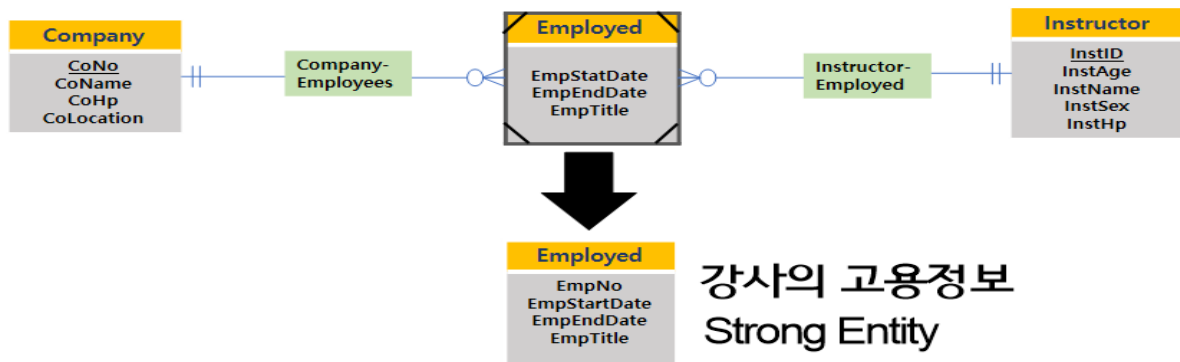 Company
CoNo
CoName
CoHp
CoLocation
Company-
Employees
Employed
EmpStatDate
EmpEndDate
EmpTitle
Instructor-
Employed
Instructor
InstID
InstAge
InstName
InstSex
InstHp
Employed
EmpNo
EmpStartDate
EmpEndDate
EmpTitle
강사의 고용정보
Strong Entity